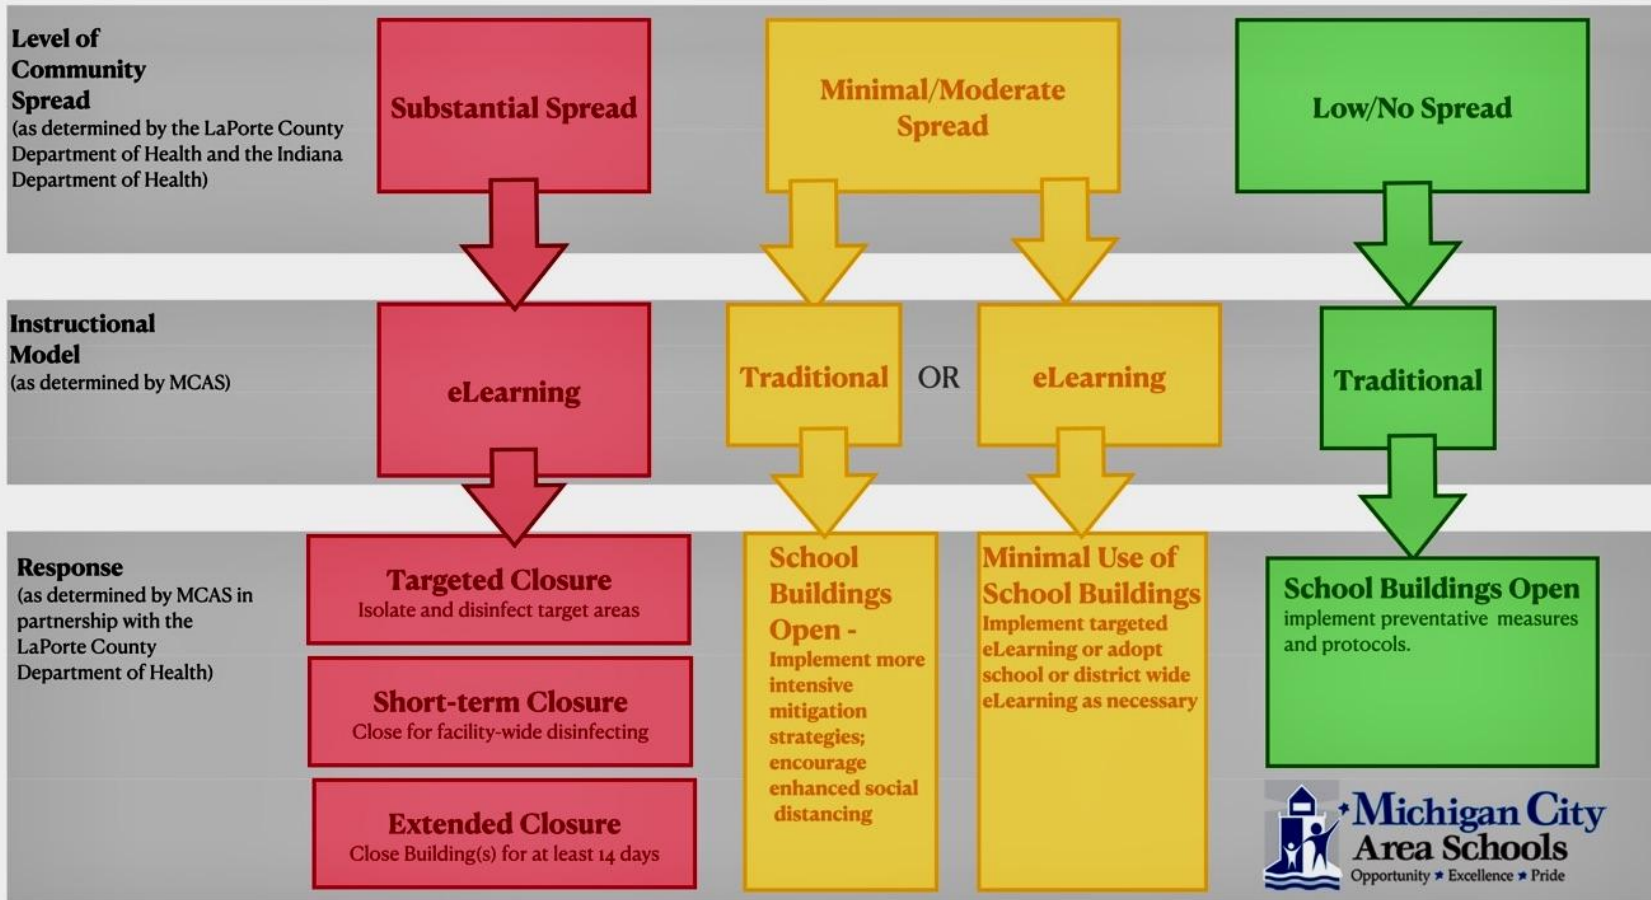 Level of
Community
Spread
(as determined by the LaPorte County
Department of Health and the Indiana
Department of Health)
Substantial Spread
Minimal/Moderate
Spread
Low/No Spread
Instructional
Model
(as determined by MCAS)
eLearning
Traditional
OR
eLearning
Traditional
Response
(as determined by MCAS in
partnership with the
LaPorte County
Department of Health)
Targeted Closure
Isolate and disinfect target areas
Short-term Closure
Close for facility-wide disinfecting
Extended Closure
Close Building(s) for at least 14 days
School
Buildings
Open -
Implement more
intensive
mitigation
strategies;
encourage
enhanced social
distancing
Minimal Use of
School Buildings
Implement targeted
eLearning or adopt
school or district wide
eLearning as necessary
School Buildings Open
implement preventative measures
and protocols.
Michigan City
Area Schools
Opportunity ★ Excellence ★ Pride